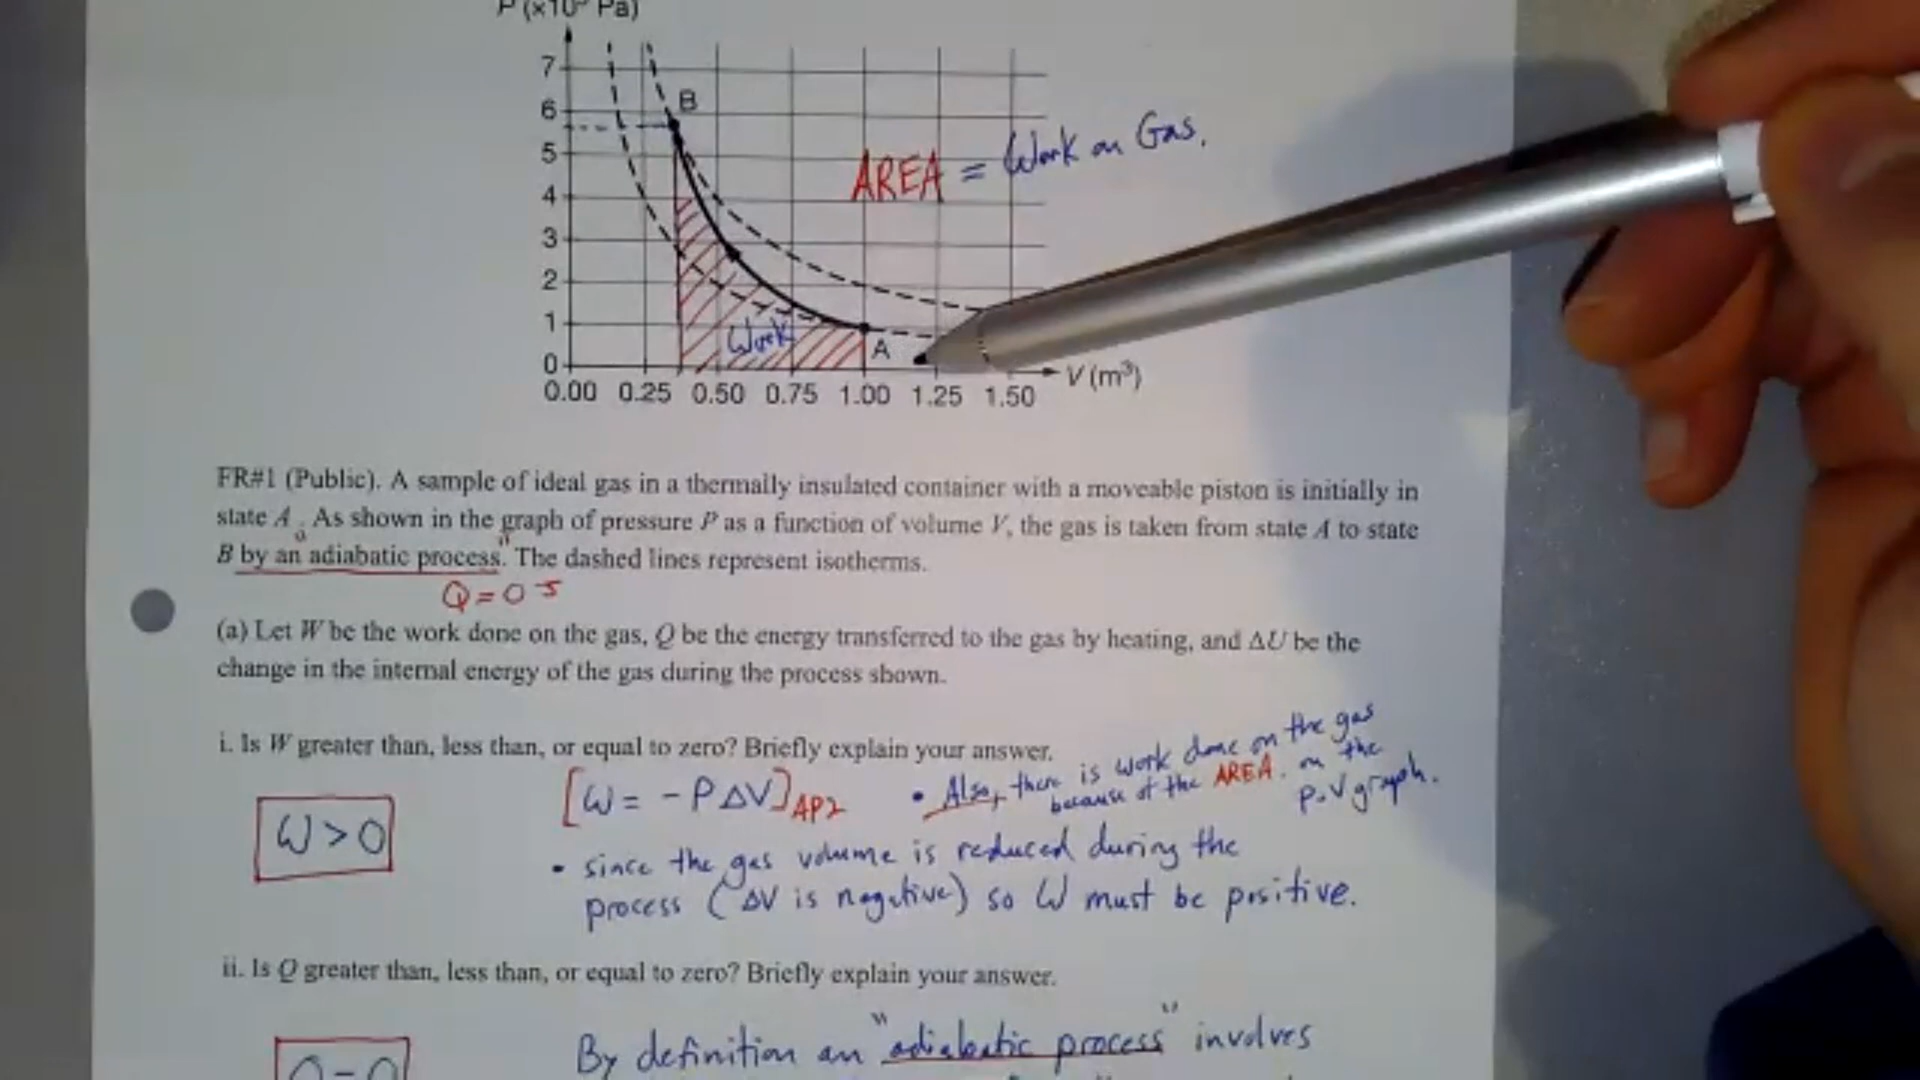 P (×10⁵ Pa)
7
6
5
4
3
2
1
0
B
AREA = Work on Gas.
Work
A
V (m³)
0.00 0.25 0.50 0.75 1.00 1.25 1.50
FR#1 (Public). A sample of ideal gas in a thermally insulated container with a moveable piston is initially in
state A. As shown in the graph of pressure P as a function of volume V, the gas is taken from state A to state
B by an "adiabatic process". The dashed lines represent isotherms.
Q = 0 J
(a) Let W be the work done on the gas, Q be the energy transferred to the gas by heating, and ΔU be the
change in the internal energy of the gas during the process shown.
i. Is W greater than, less than, or equal to zero? Briefly explain your answer.
W > 0
[W = - P ΔV] AP2
• Also, there is work done on the gas
because of the AREA. on the
P-V graph.
• since the gas volume is reduced during the
process (ΔV is negative) so W must be positive.
ii. Is Q greater than, less than, or equal to zero? Briefly explain your answer.
By definition an "adiabatic process" involves